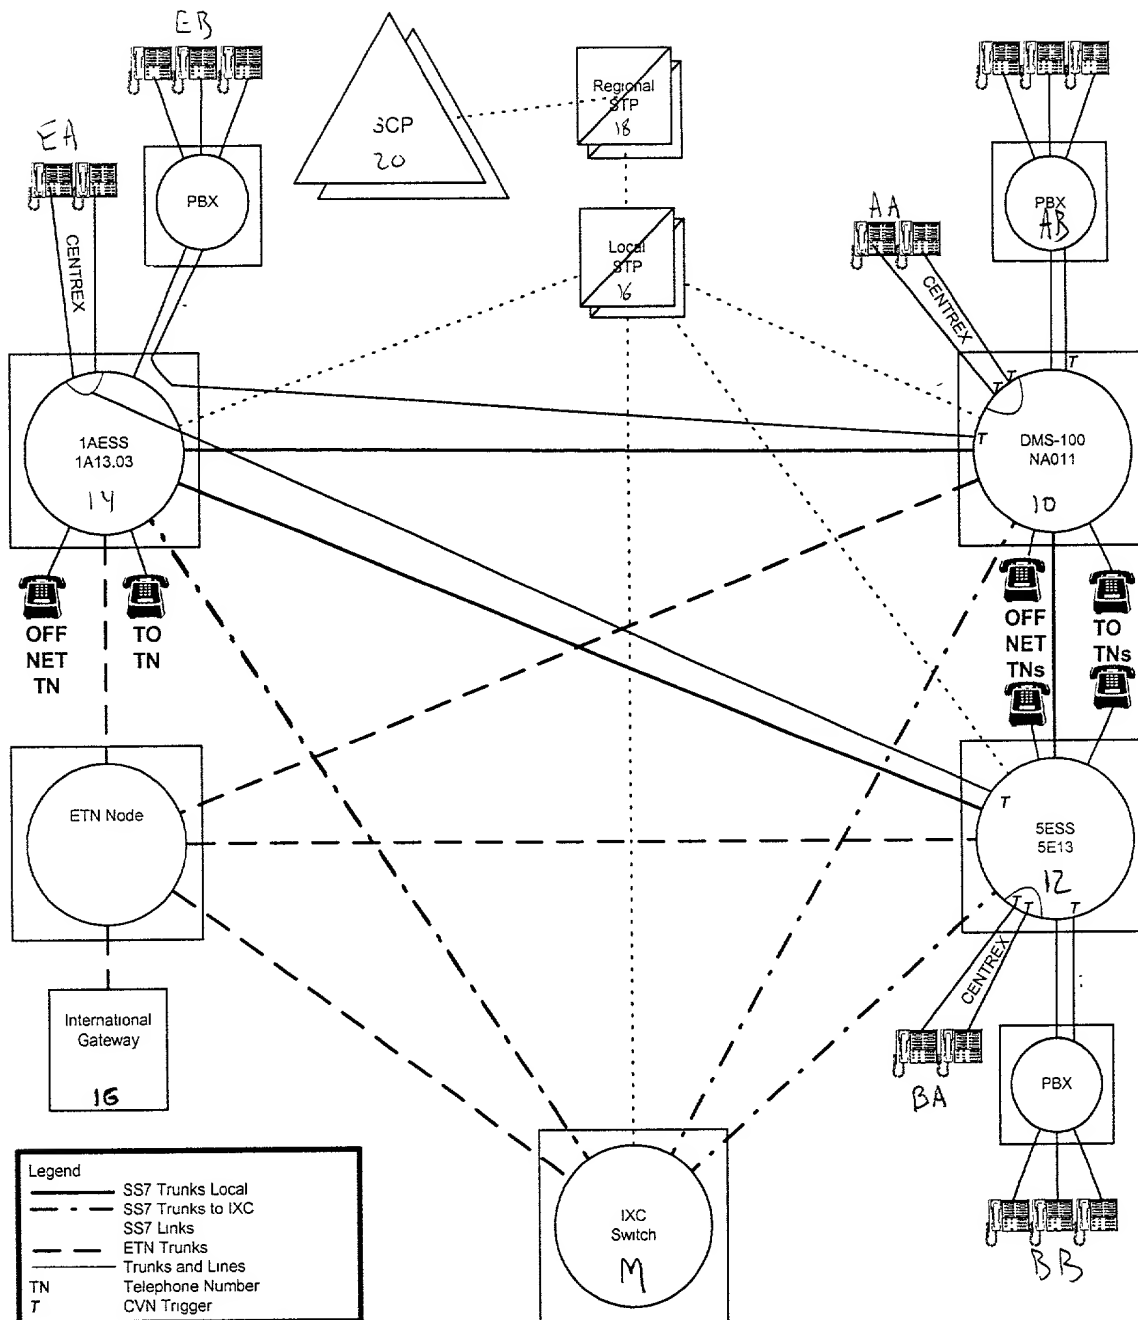 EB
Regional
STP
18
SCP
20
EA
PBX
PBX
AB
AA
CENTREX
Local
STP
16
CENTREX
T
T
T
1AESS
1A13.03
14
T
DMS-100
NA011
10
OFF
NET
TN
TO
TN
OFF
NET
TNs
TO
TNs
ETN Node
T
5ESS
5E13
12
T
T
T
CENTREX
International
Gateway
16
PBX
BA
Legend
SS7 Trunks Local
SS7 Trunks to IXC
SS7 Links
ETN Trunks
Trunks and Lines
TN Telephone Number
T CVN Trigger
IXC
Switch
M
BB